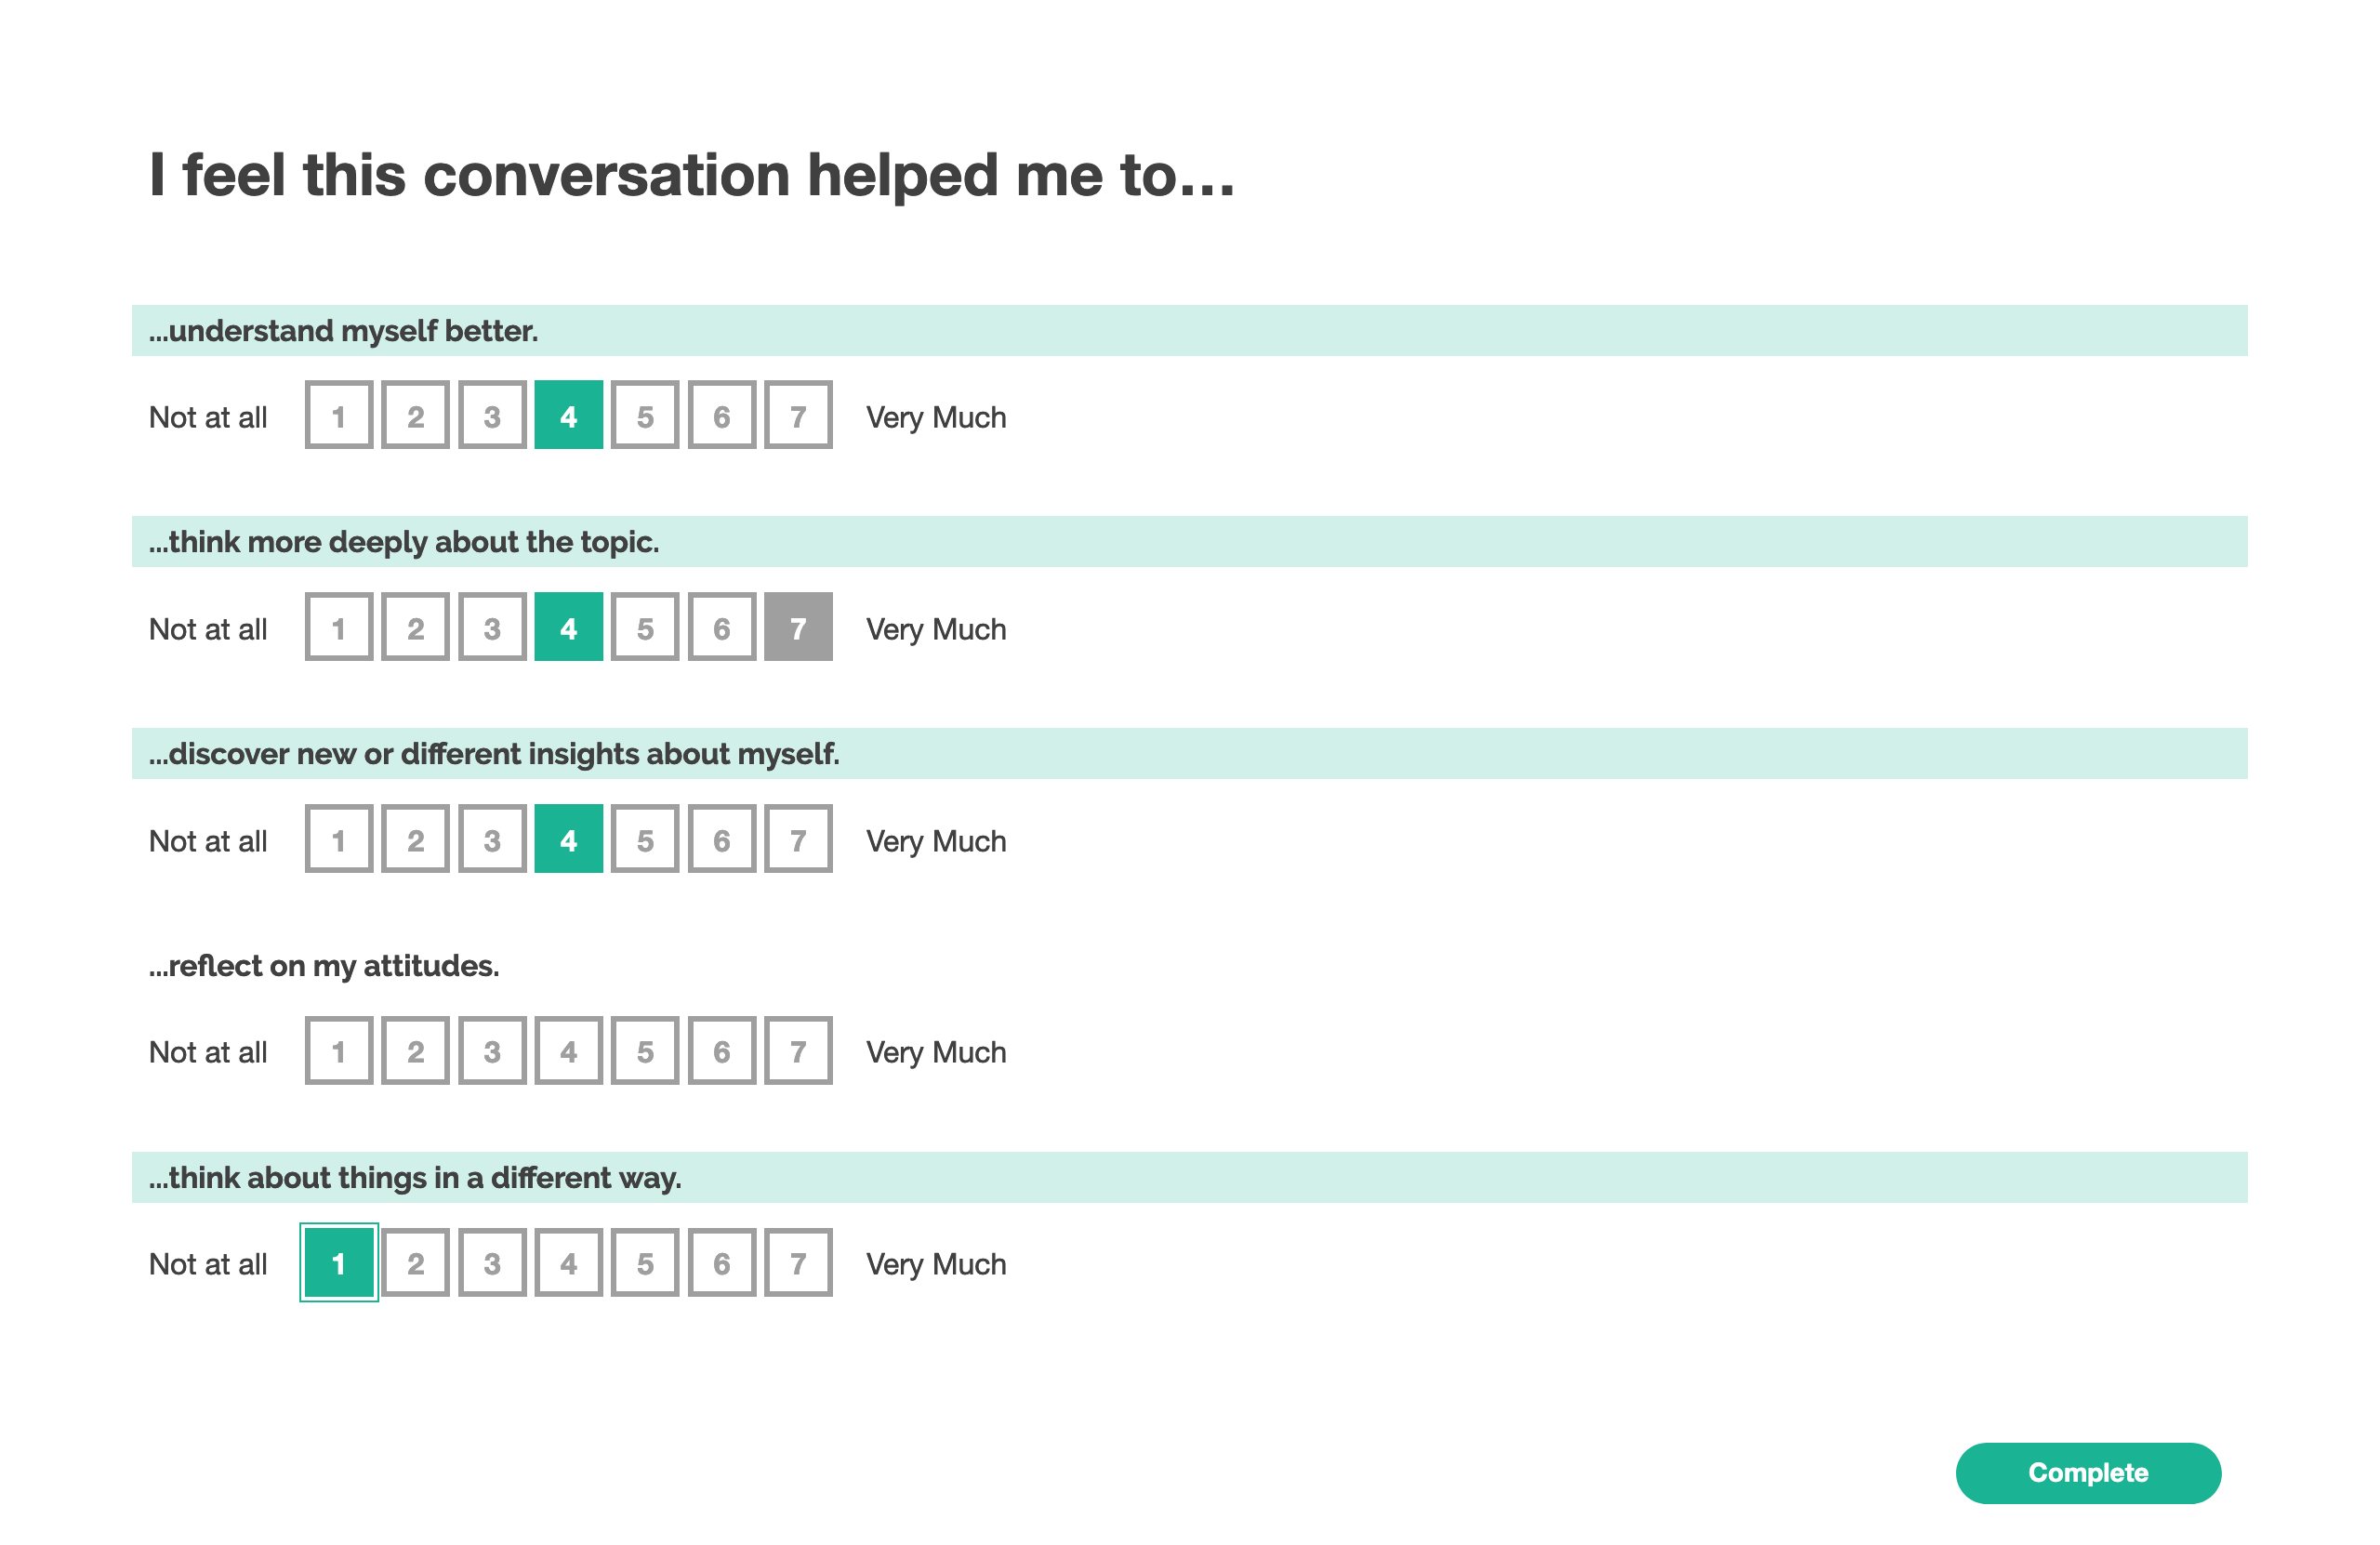 I feel this conversation helped me to...
...understand myself better.
Not at all 1 2 3 4 5 6 7 Very Much
...think more deeply about the topic.
Not at all 1 2 3 4 5 6 7 Very Much
...discover new or different insights about myself.
Not at all 1 2 3 4 5 6 7 Very Much
...reflect on my attitudes.
Not at all 1 2 3 4 5 6 7 Very Much
...think about things in a different way.
Not at all 1 2 3 4 5 6 7 Very Much
Complete